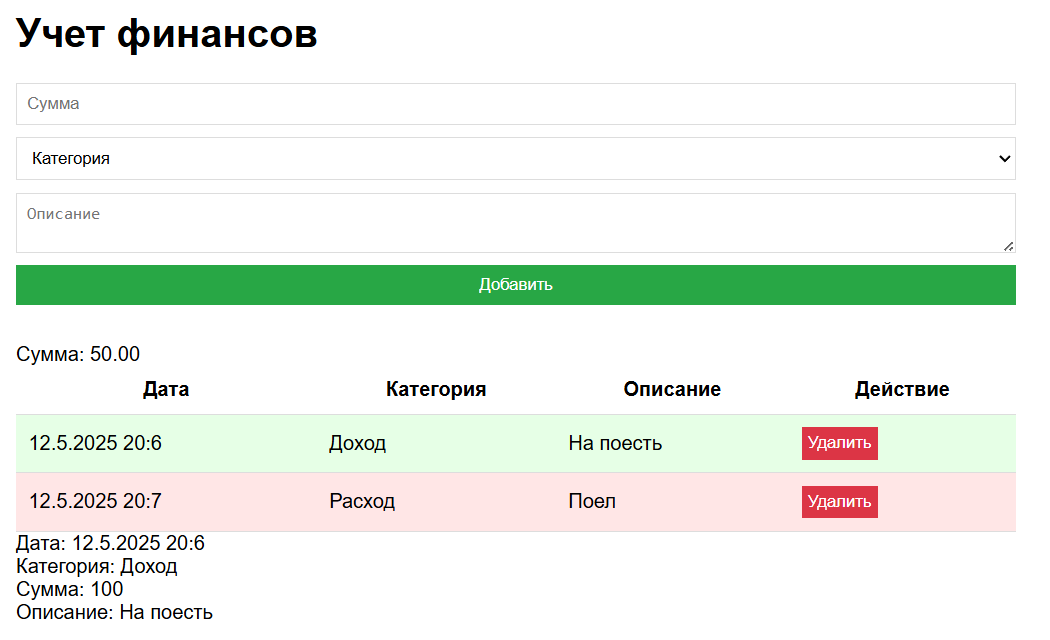 Учет финансов
Сумма
Категория
Описание
Добавить
Сумма: 50.00
Дата Категория Описание Действие
12.5.2025 20:6 Доход На поесть Удалить
12.5.2025 20:7 Расход Поел Удалить
Дата: 12.5.2025 20:6
Категория: Доход
Сумма: 100
Описание: На поесть